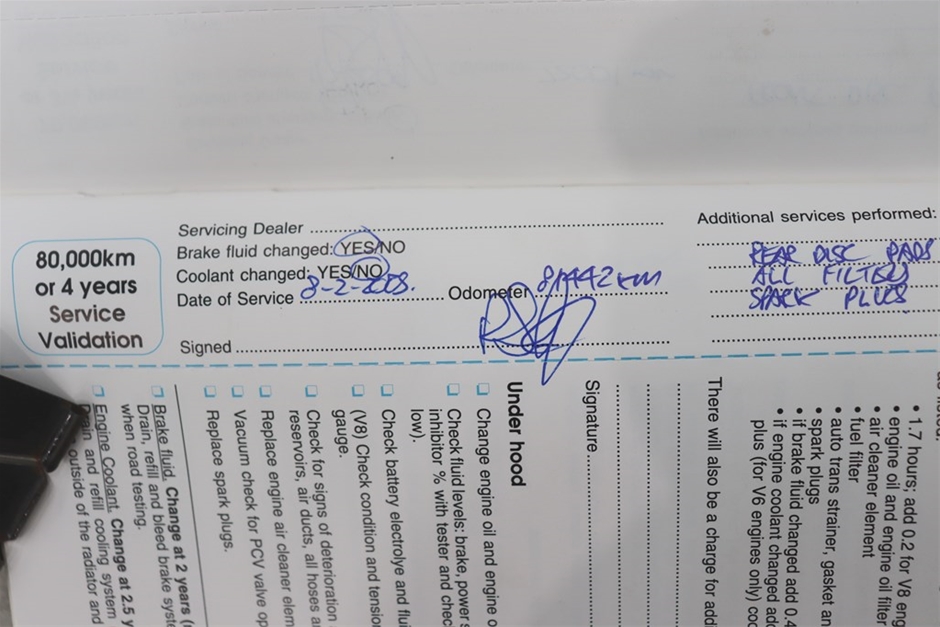 80,000km
or 4 years
Service
Validation
Servicing Dealer
Brake fluid changed: YES/NO
Coolant changed: YES/NO
Date of Service 8-2-2008. Odometer 81442 km
Signed
Additional services performed:
REAR DISC PADS
ALL FILTERS
SPARK PLUGS
• 1.7 hours; add 0.2 for V8 eng
• engine oil and engine oil filte
• air cleaner element
• fuel filter
• auto trans strainer, gasket an
• spark plugs
• if brake fluid changed add 0.4
• if engine coolant changed add
plus (for V6 engines only) coo
There will also be a charge for addi
Signature
Under hood
Change engine oil and engine o
Check fluid levels: brake, power s
inhibitor % with tester and chec
low).
Check battery electrolye and flui
(V8) Check condition and tension
gauge.
Check for signs of deterioration
reservoirs, air ducts, all hoses a
Replace engine air cleaner elem
Vacuum check for PCV valve op
Replace spark plugs.
Brake fluid. Change at 2 years (
Drain, refill and bleed brake syste
when road testing.
Engine Coolant. Change at 2.5 y
Drain and refill cooling system
outside of the radiator and